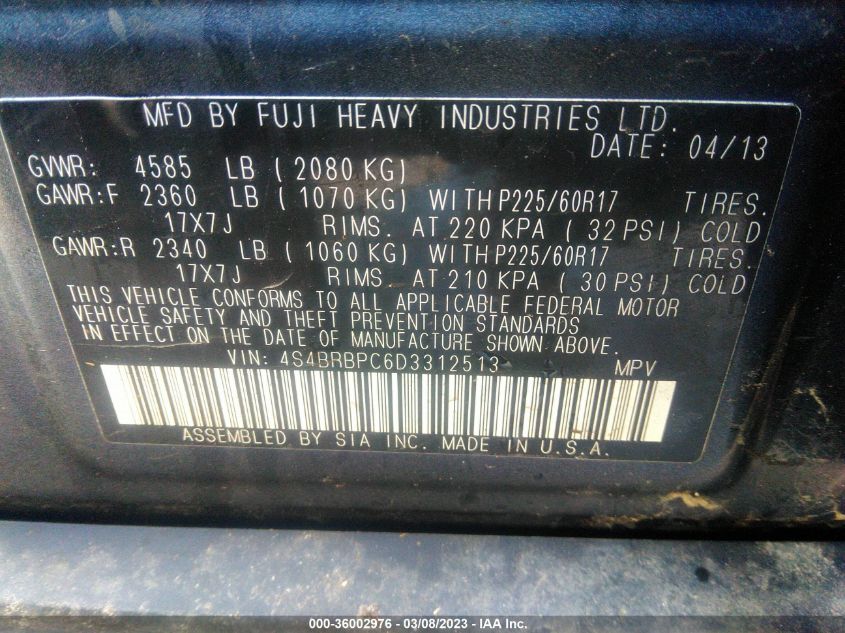 MFD BY FUJI HEAVY INDUSTRIES LTD.
DATE: 04/13
GVWR: 4585 LB ( 2080 KG)
GAWR:F 2360 LB ( 1070 KG) WITH P225/60R17 TIRES.
17X7J RIMS. AT 220 KPA ( 32 PSI) COLD
GAWR:R 2340 LB ( 1060 KG) WITH P225/60R17 TIRES.
17X7J RIMS. AT 210 KPA ( 30 PSI) COLD
THIS VEHICLE CONFORMS TO ALL APPLICABLE FEDERAL MOTOR
VEHICLE SAFETY AND THEFT PREVENTION STANDARDS
IN EFFECT ON THE DATE OF MANUFACTURE SHOWN ABOVE.
VIN: 4S4BRBPC6D3312513 MPV
ASSEMBLED BY SIA INC. MADE IN U.S.A.
000-36002976 - 03/08/2023 - IAA Inc.